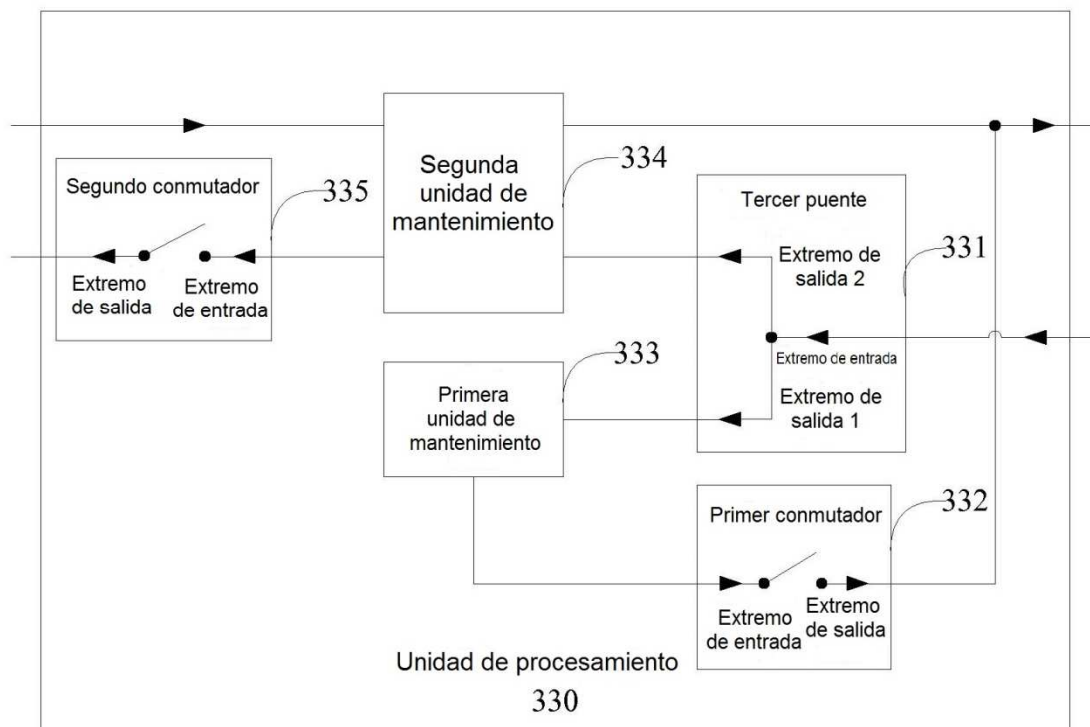 Segunda
unidad de
mantenimiento
334
Segundo conmutador
335
Extremo
de salida
Extremo
de entrada
Tercer puente
331
Extremo de
salida 2
Extremo de entrada
Extremo de
salida 1
333
Primera
unidad de
mantenimiento
Primer conmutador
332
Extremo
de entrada
Extremo
de salida
Unidad de procesamiento
330